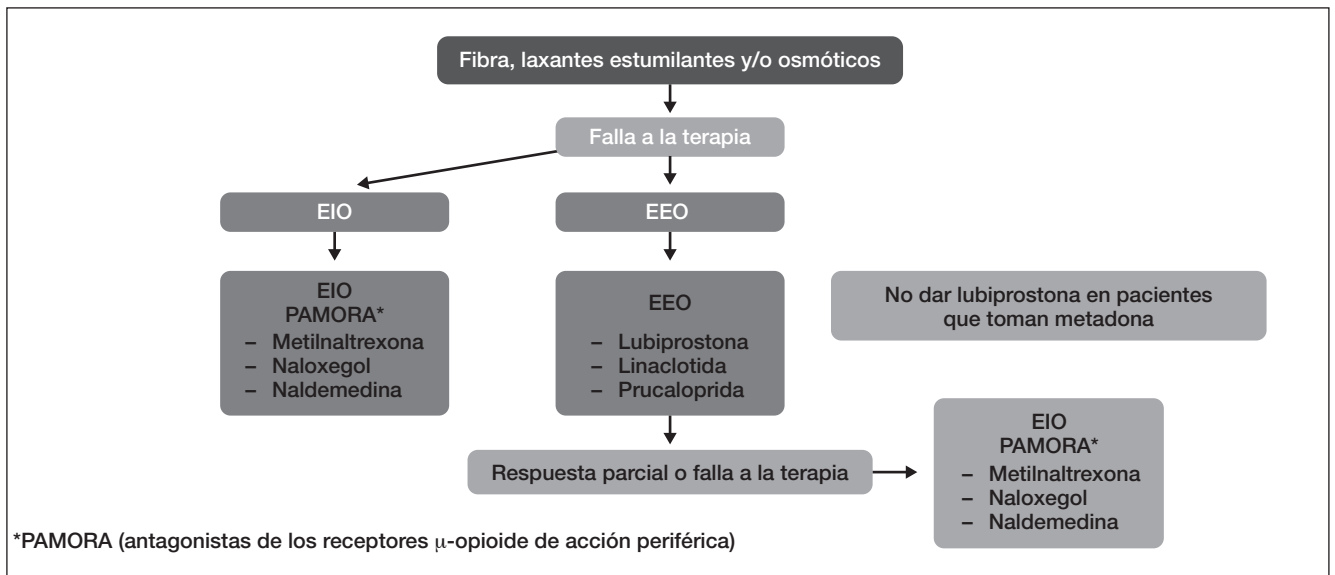 Fibra, laxantes estumilantes y/o osmóticos
Falla a la terapia
EIO
EEO
EIO
PAMORA*
– Metilnaltrexona
– Naloxegol
– Naldemedina
EEO
– Lubiprostona
– Linaclotida
– Prucaloprida
No dar lubiprostona en pacientes
que toman metadona
Respuesta parcial o falla a la terapia
EIO
PAMORA*
– Metilnaltrexona
– Naloxegol
– Naldemedina
*PAMORA (antagonistas de los receptores μ-opioide de acción periférica)